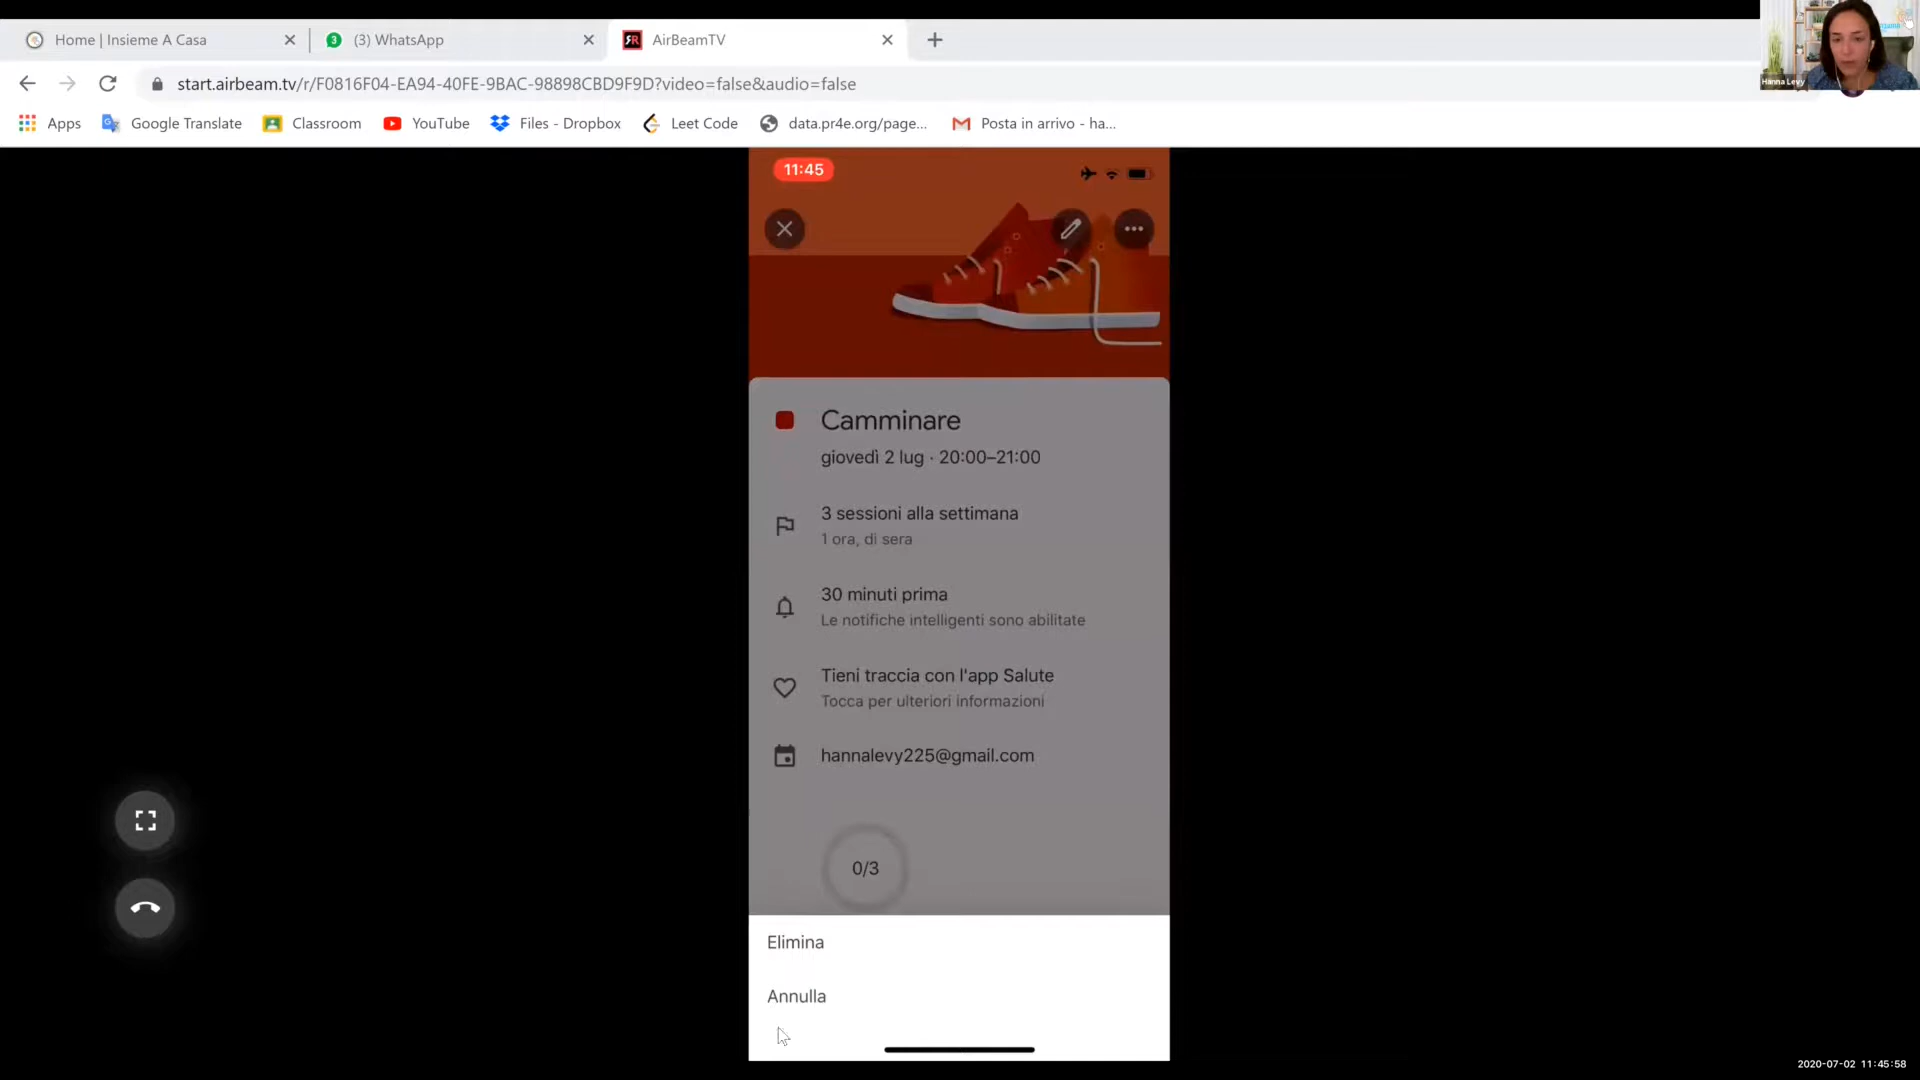 Home | Insieme A Casa
3
(3) WhatsApp
AirBeamTV
start.airbeam.tv/r/F0816F04-EA94-40FE-9BAC-98898CBD9F9D?video=false&audio=false
Apps
Google Translate
Classroom
YouTube
Files - Dropbox
Leet Code
data.pr4e.org/page...
Posta in arrivo - ha...
Hanna Levy
11:45
Camminare
giovedì 2 lug · 20:00–21:00
3 sessioni alla settimana
1 ora, di sera
30 minuti prima
Le notifiche intelligenti sono abilitate
Tieni traccia con l'app Salute
Tocca per ulteriori informazioni
hannalevy225@gmail.com
0/3
Elimina
Annulla
2020-07-02 11:45:58